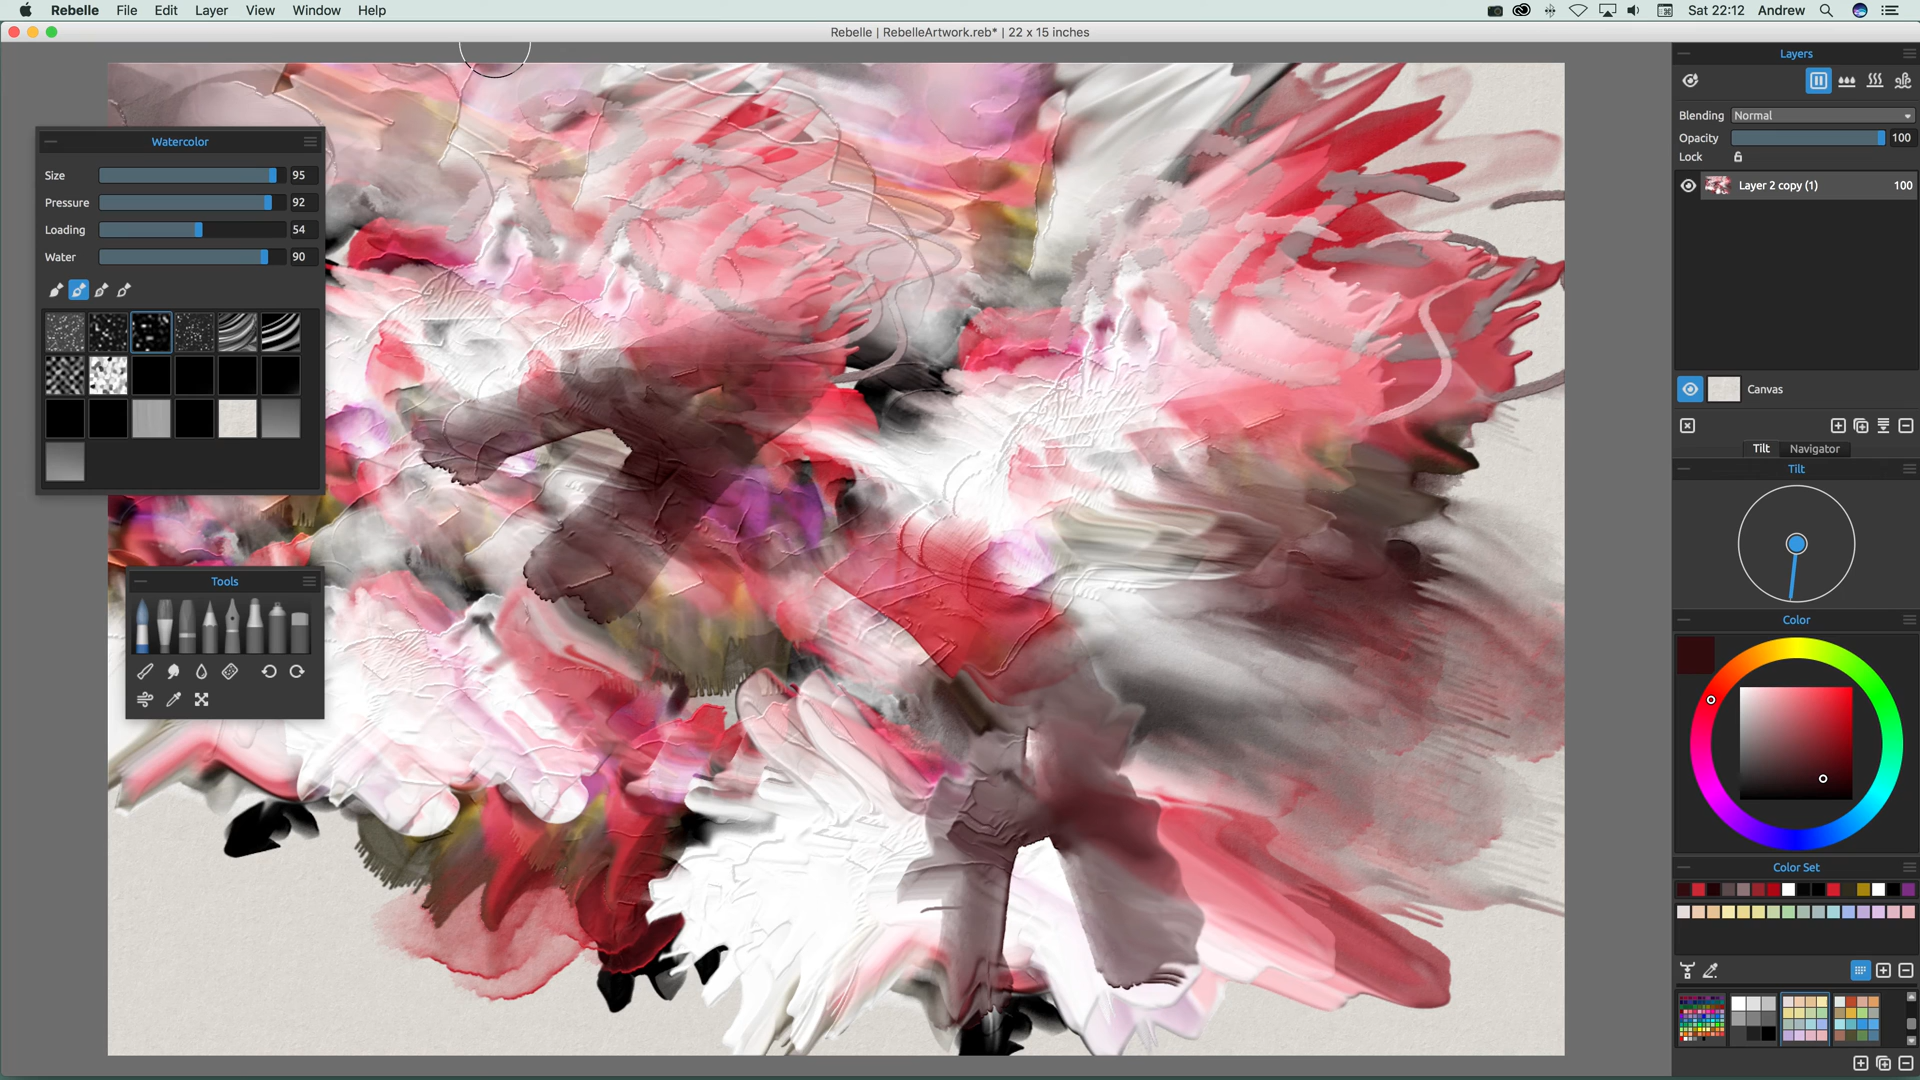 Rebelle File Edit Layer View Window Help Sat 22:12 Andrew
Rebelle | RebelleArtwork.reb* | 22 x 15 inches
Layers
Blending Normal
Opacity 100
Lock
Layer 2 copy (1) 100
Canvas
Tilt Navigator
Tilt
Color
Color Set
Watercolor
Size 95
Pressure 92
Loading 54
Water 90
Tools